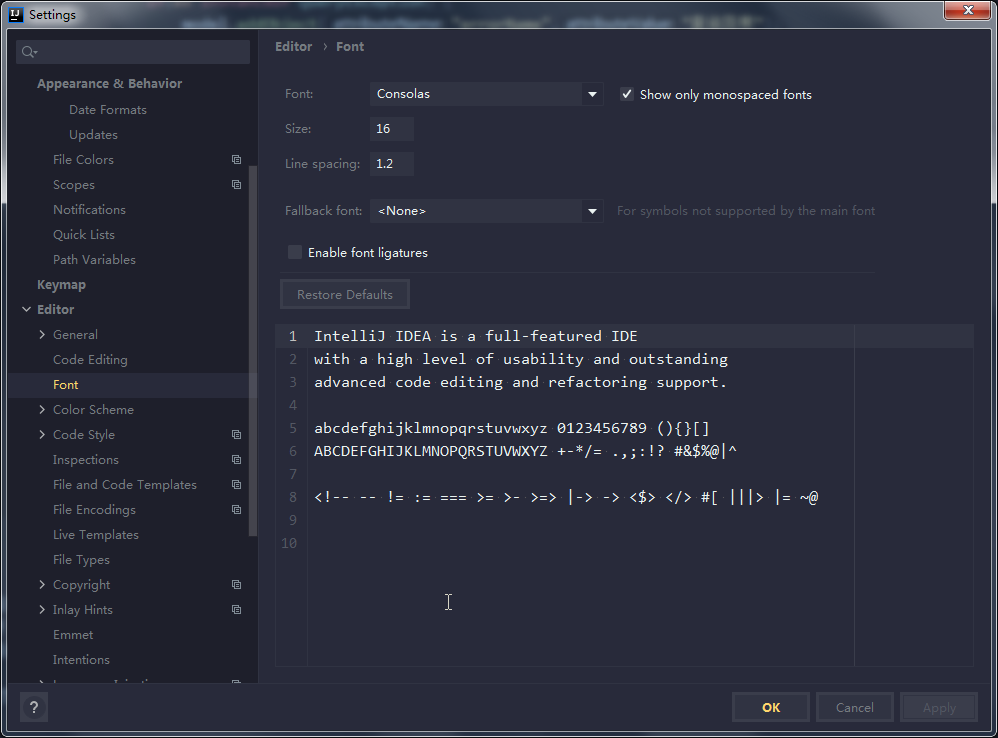 Settings
Editor › Font
Appearance & Behavior
Date Formats
Updates
File Colors
Scopes
Notifications
Quick Lists
Path Variables
Keymap
Editor
General
Code Editing
Font
Color Scheme
Code Style
Inspections
File and Code Templates
File Encodings
Live Templates
File Types
Copyright
Inlay Hints
Emmet
Intentions
Font: Consolas Show only monospaced fonts
Size: 16
Line spacing: 1.2
Fallback font: <None> For symbols not supported by the main font
Enable font ligatures
Restore Defaults
1 IntelliJ IDEA is a full-featured IDE
2 with a high level of usability and outstanding
3 advanced code editing and refactoring support.
4
5 abcdefghijklmnopqrstuvwxyz 0123456789 (){}[]
6 ABCDEFGHIJKLMNOPQRSTUVWXYZ +-*/= .,;:!? #&$%@|^
7
8 <!-- -- != := === >= >- >=> |-> -> <$> </> #[ |||> |= ~@
9
10
? OK Cancel Apply